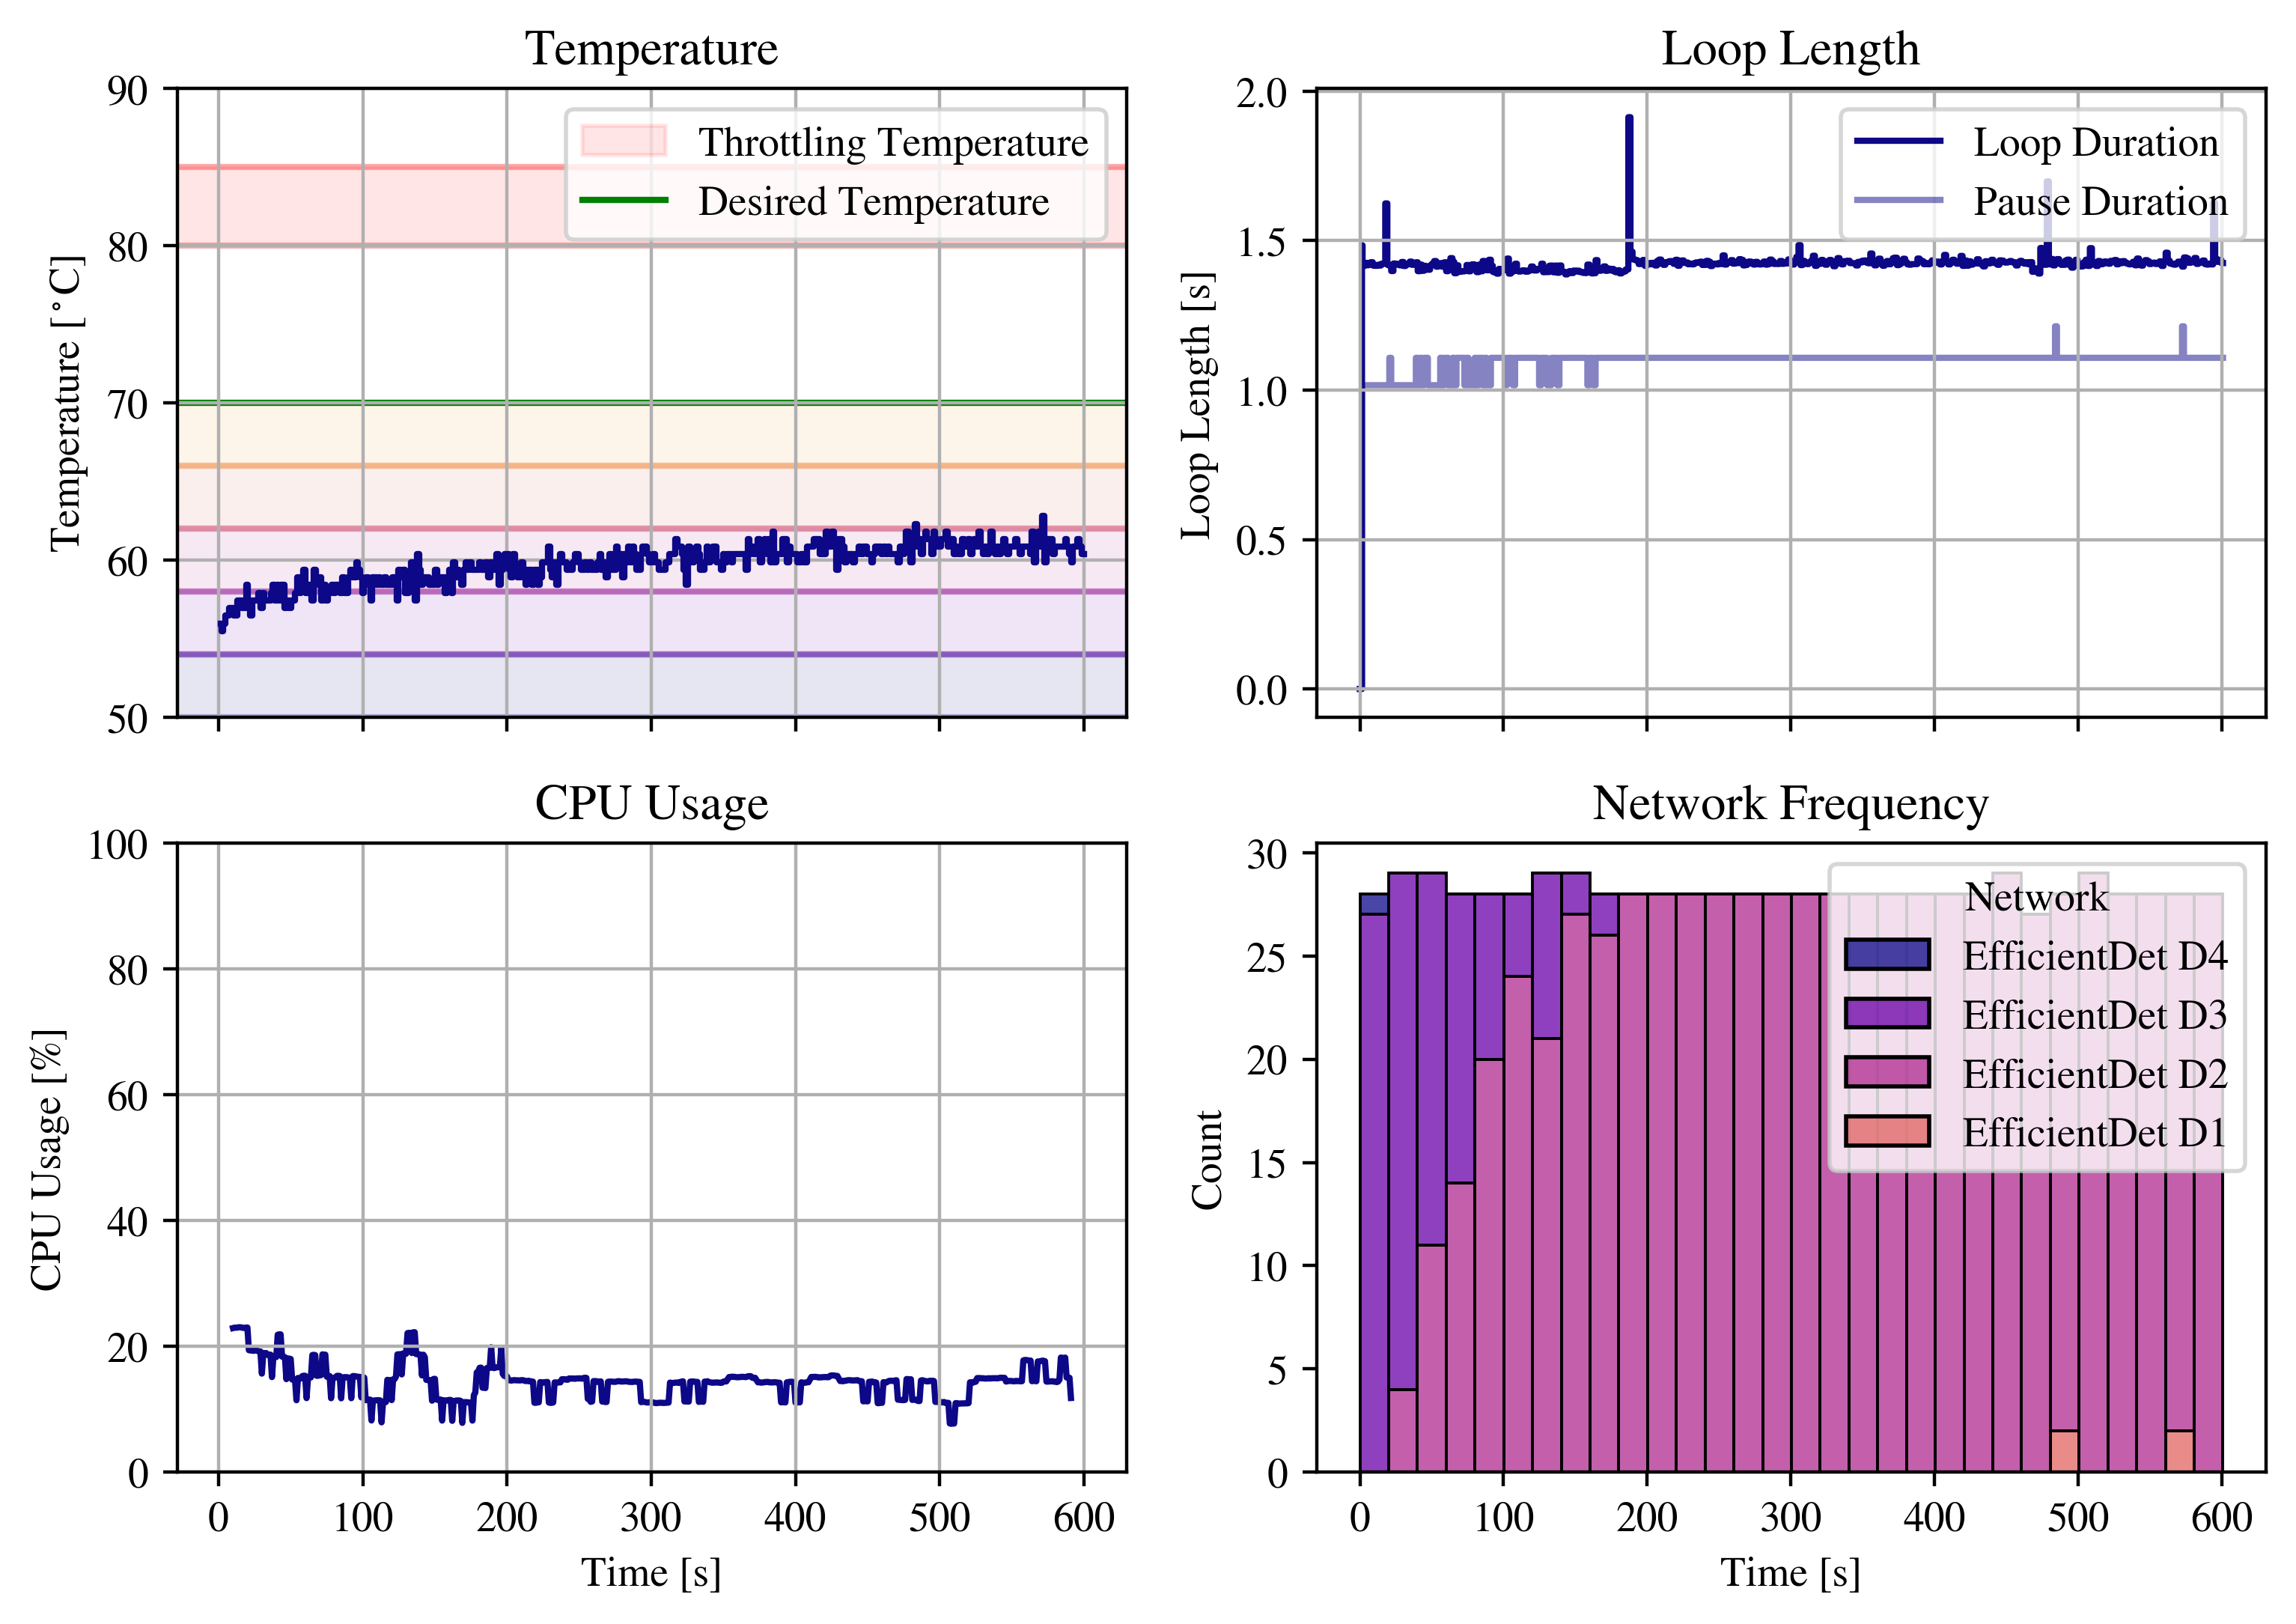 Temperature
90
80
70
60
50
Temperature [°C]
Throttling Temperature
Desired Temperature
Loop Length
2.0
1.5
1.0
0.5
0.0
Loop Length [s]
Loop Duration
Pause Duration
CPU Usage
100
80
60
40
20
0
CPU Usage [%]
0 100 200 300 400 500 600
Time [s]
Network Frequency
30
25
20
15
10
5
0
Count
Network
EfficientDet D4
EfficientDet D3
EfficientDet D2
EfficientDet D1
0 100 200 300 400 500 600
Time [s]